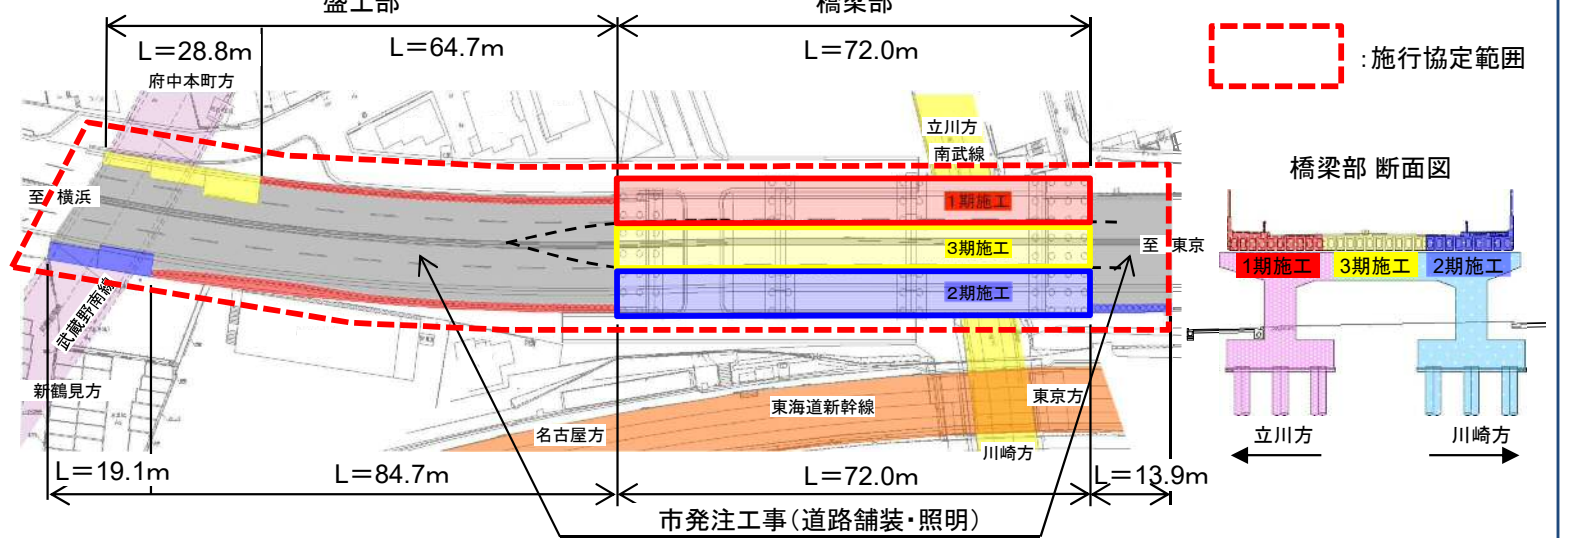 盛土部
橋梁部
L=28.8m
L=64.7m
L=72.0m
:施行協定範囲
府中本町方
立川方
南武線
橋梁部 断面図
至 横浜
1期施工
3期施工
2期施工
至 東京
1期施工
3期施工
2期施工
武蔵野南線
新鶴見方
東海道新幹線
名古屋方
東京方
川崎方
立川方
川崎方
L=19.1m
L=84.7m
L=72.0m
L=13.9m
市発注工事(道路舗装・照明)